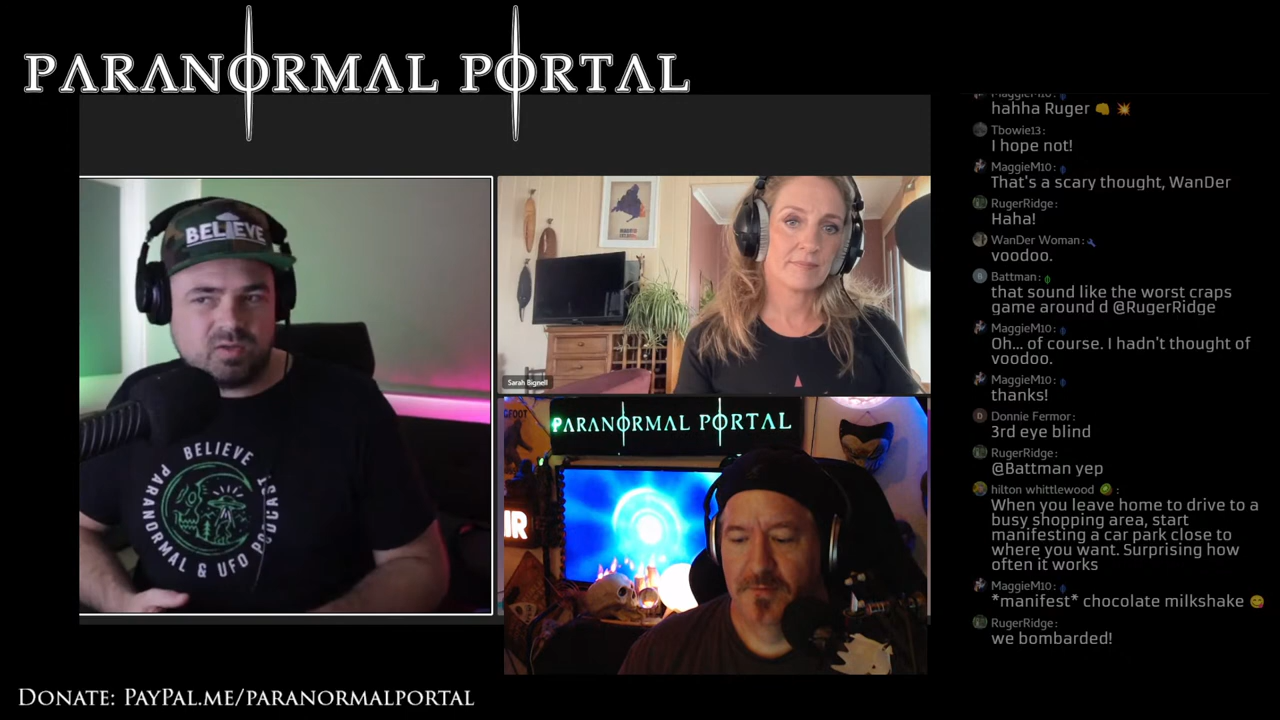 PARANORMAL PORTAL
BELIEVE
BELIEVE
PARANORMAL & UFO PODCAST
Sarah Bignell
PARANORMAL PORTAL
MaggieM10:
hahha Ruger 👊 💥
Tbowie13:
I hope not!
MaggieM10:
That's a scary thought, WanDer
RugerRidge:
Haha!
WanDer Woman:
voodoo.
B
Battman:
that sound like the worst craps
game around d @RugerRidge
MaggieM10:
Oh... of course. I hadn't thought of
voodoo.
MaggieM10:
thanks!
D
Donnie Fermor:
3rd eye blind
RugerRidge:
@Battman yep
hilton whittlewood 🥝 :
When you leave home to drive to a
busy shopping area, start
manifesting a car park close to
where you want. Surprising how
often it works
MaggieM10:
*manifest* chocolate milkshake 😋
RugerRidge:
we bombarded!
DONATE: PAYPAL.ME/PARANORMALPORTAL